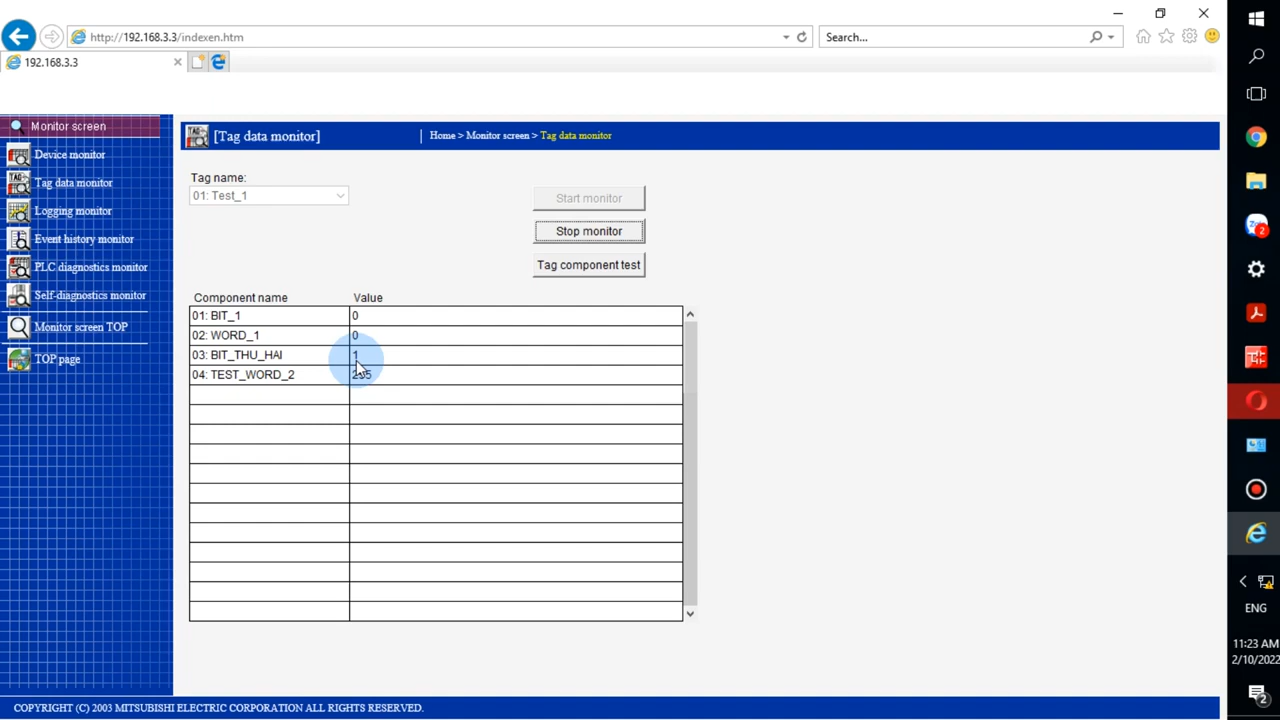 http://192.168.3.3/indexen.htm
Search...
192.168.3.3
Monitor screen
Device monitor
Tag data monitor
Logging monitor
Event history monitor
PLC diagnostics monitor
Self-diagnostics monitor
Monitor screen TOP
TOP page
[Tag data monitor]
Home > Monitor screen > Tag data monitor
Tag name:
01: Test_1
Start monitor
Stop monitor
Tag component test
Component name Value
01: BIT_1 0
02: WORD_1 0
03: BIT_THU_HAI 1
04: TEST_WORD_2
COPYRIGHT (C) 2003 MITSUBISHI ELECTRIC CORPORATION ALL RIGHTS RESERVED.
2
ENG
11:23 AM
2/10/2022
2